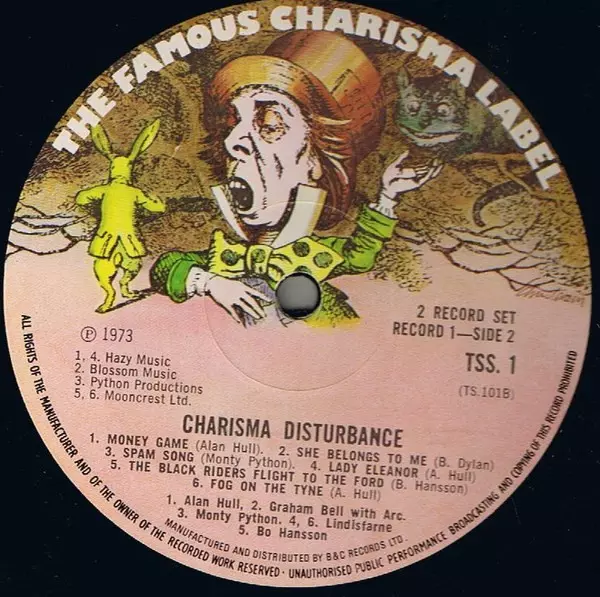 THE FAMOUS CHARISMA LABEL
2 RECORD SET
RECORD 1—SIDE 2
TSS. 1
(TS.101B)
Ⓟ 1973
1, 4. Hazy Music
2. Blossom Music
3. Python Productions
5, 6. Mooncrest Ltd.
CHARISMA DISTURBANCE
1. MONEY GAME (Alan Hull). 2. SHE BELONGS TO ME (B. Dylan)
3. SPAM SONG (Monty Python). 4. LADY ELEANOR (A. Hull)
5. THE BLACK RIDERS FLIGHT TO THE FORD (B. Hansson)
6. FOG ON THE TYNE (A. Hull)
1. Alan Hull, 2. Graham Bell with Arc.
3. Monty Python. 4, 6. Lindisfarne
5. Bo Hansson
MANUFACTURED AND DISTRIBUTED BY B&C RECORDS LTD.
ALL RIGHTS OF THE MANUFACTURER AND OF THE OWNER OF THE RECORDED WORK RESERVED · UNAUTHORISED PUBLIC PERFORMANCE BROADCASTING AND COPYING OF THIS RECORD PROHIBITED